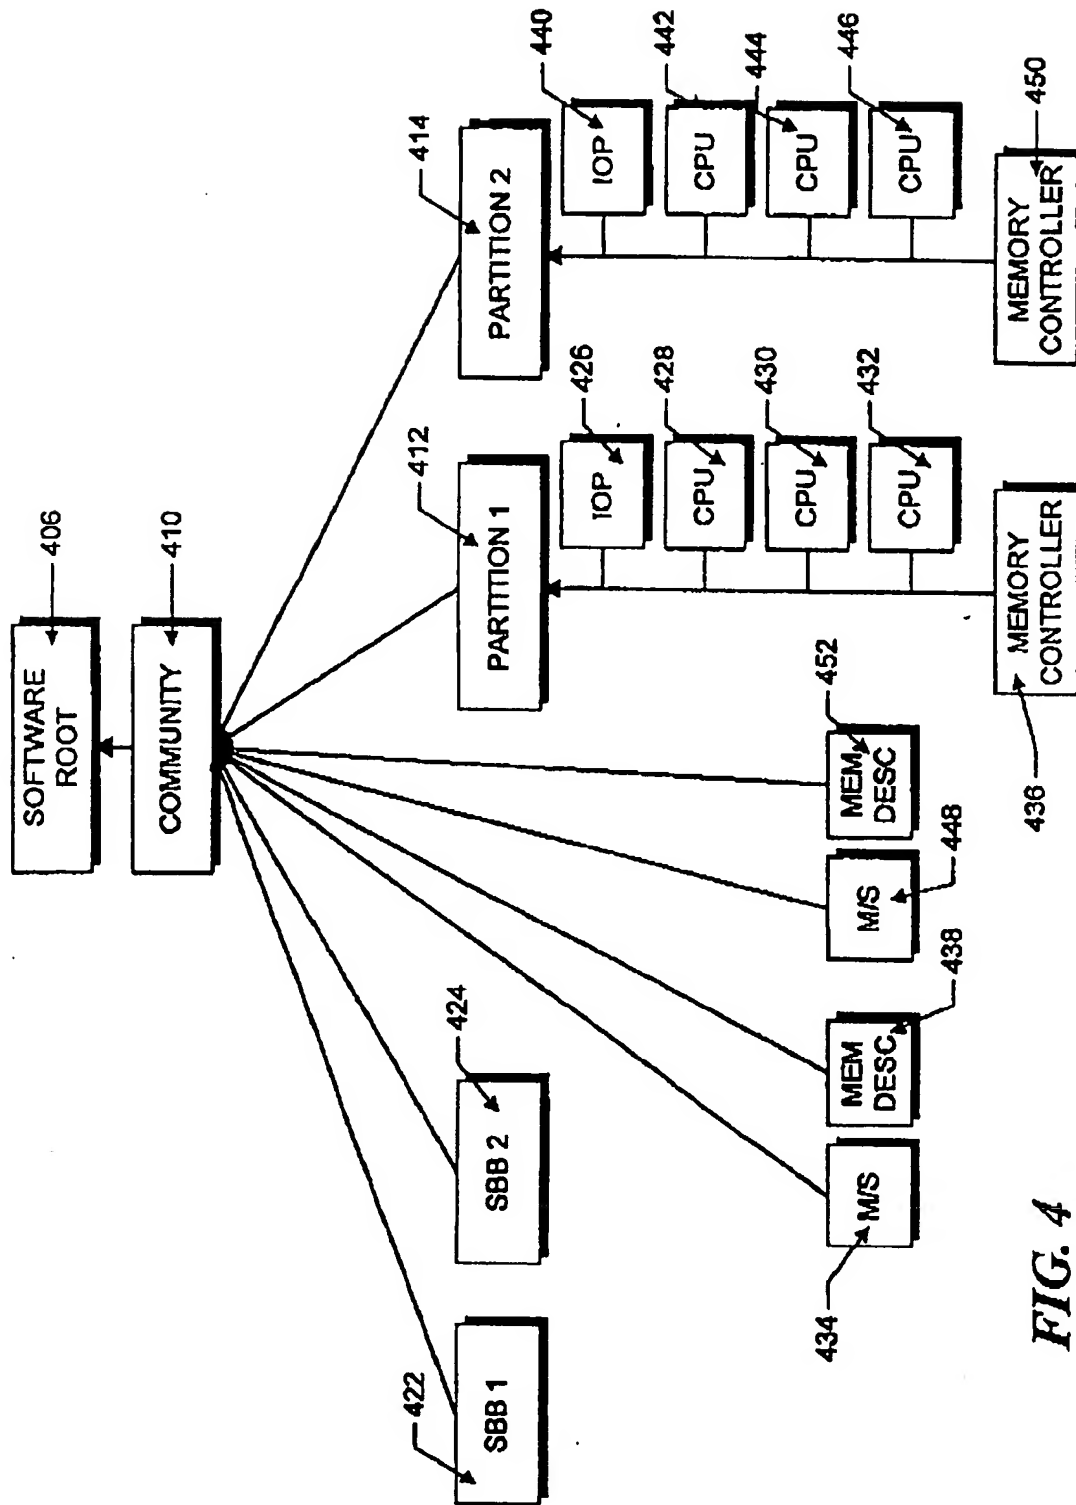 SOFTWARE
ROOT
406
COMMUNITY
410
SBB 1
422
SBB 2
424
PARTITION 1
412
PARTITION 2
414
IOP
426
CPU
428
CPU
430
CPU
432
IOP
440
CPU
442
CPU
444
CPU
446
M/S
434
MEM
DESC
438
M/S
448
MEM
DESC
452
MEMORY
CONTROLLER
436
MEMORY
CONTROLLER
450
FIG. 4